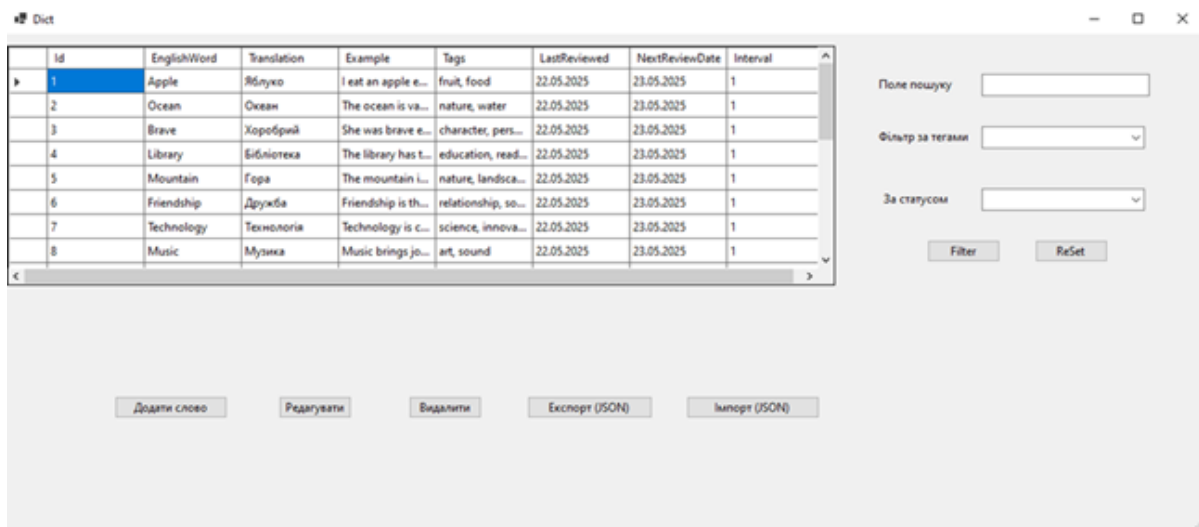 Dict
Id EnglishWord Translation Example Tags LastReviewed NextReviewDate Interval
1 Apple Яблуко I eat an apple e... fruit, food 22.05.2025 23.05.2025 1
2 Ocean Океан The ocean is va... nature, water 22.05.2025 23.05.2025 1
3 Brave Хоробрий She was brave e... character, pers... 22.05.2025 23.05.2025 1
4 Library Бібліотека The library has t... education, read... 22.05.2025 23.05.2025 1
5 Mountain Гора The mountain i... nature, landsca... 22.05.2025 23.05.2025 1
6 Friendship Дружба Friendship is th... relationship, so... 22.05.2025 23.05.2025 1
7 Technology Технологія Technology is c... science, innova... 22.05.2025 23.05.2025 1
8 Music Музика Music brings jo... art, sound 22.05.2025 23.05.2025 1
Поле пошуку
Фільтр за тегами
За статусом
Filter ReSet
Додати слово Редагувати Видалити Експорт (JSON) Імпорт (JSON)